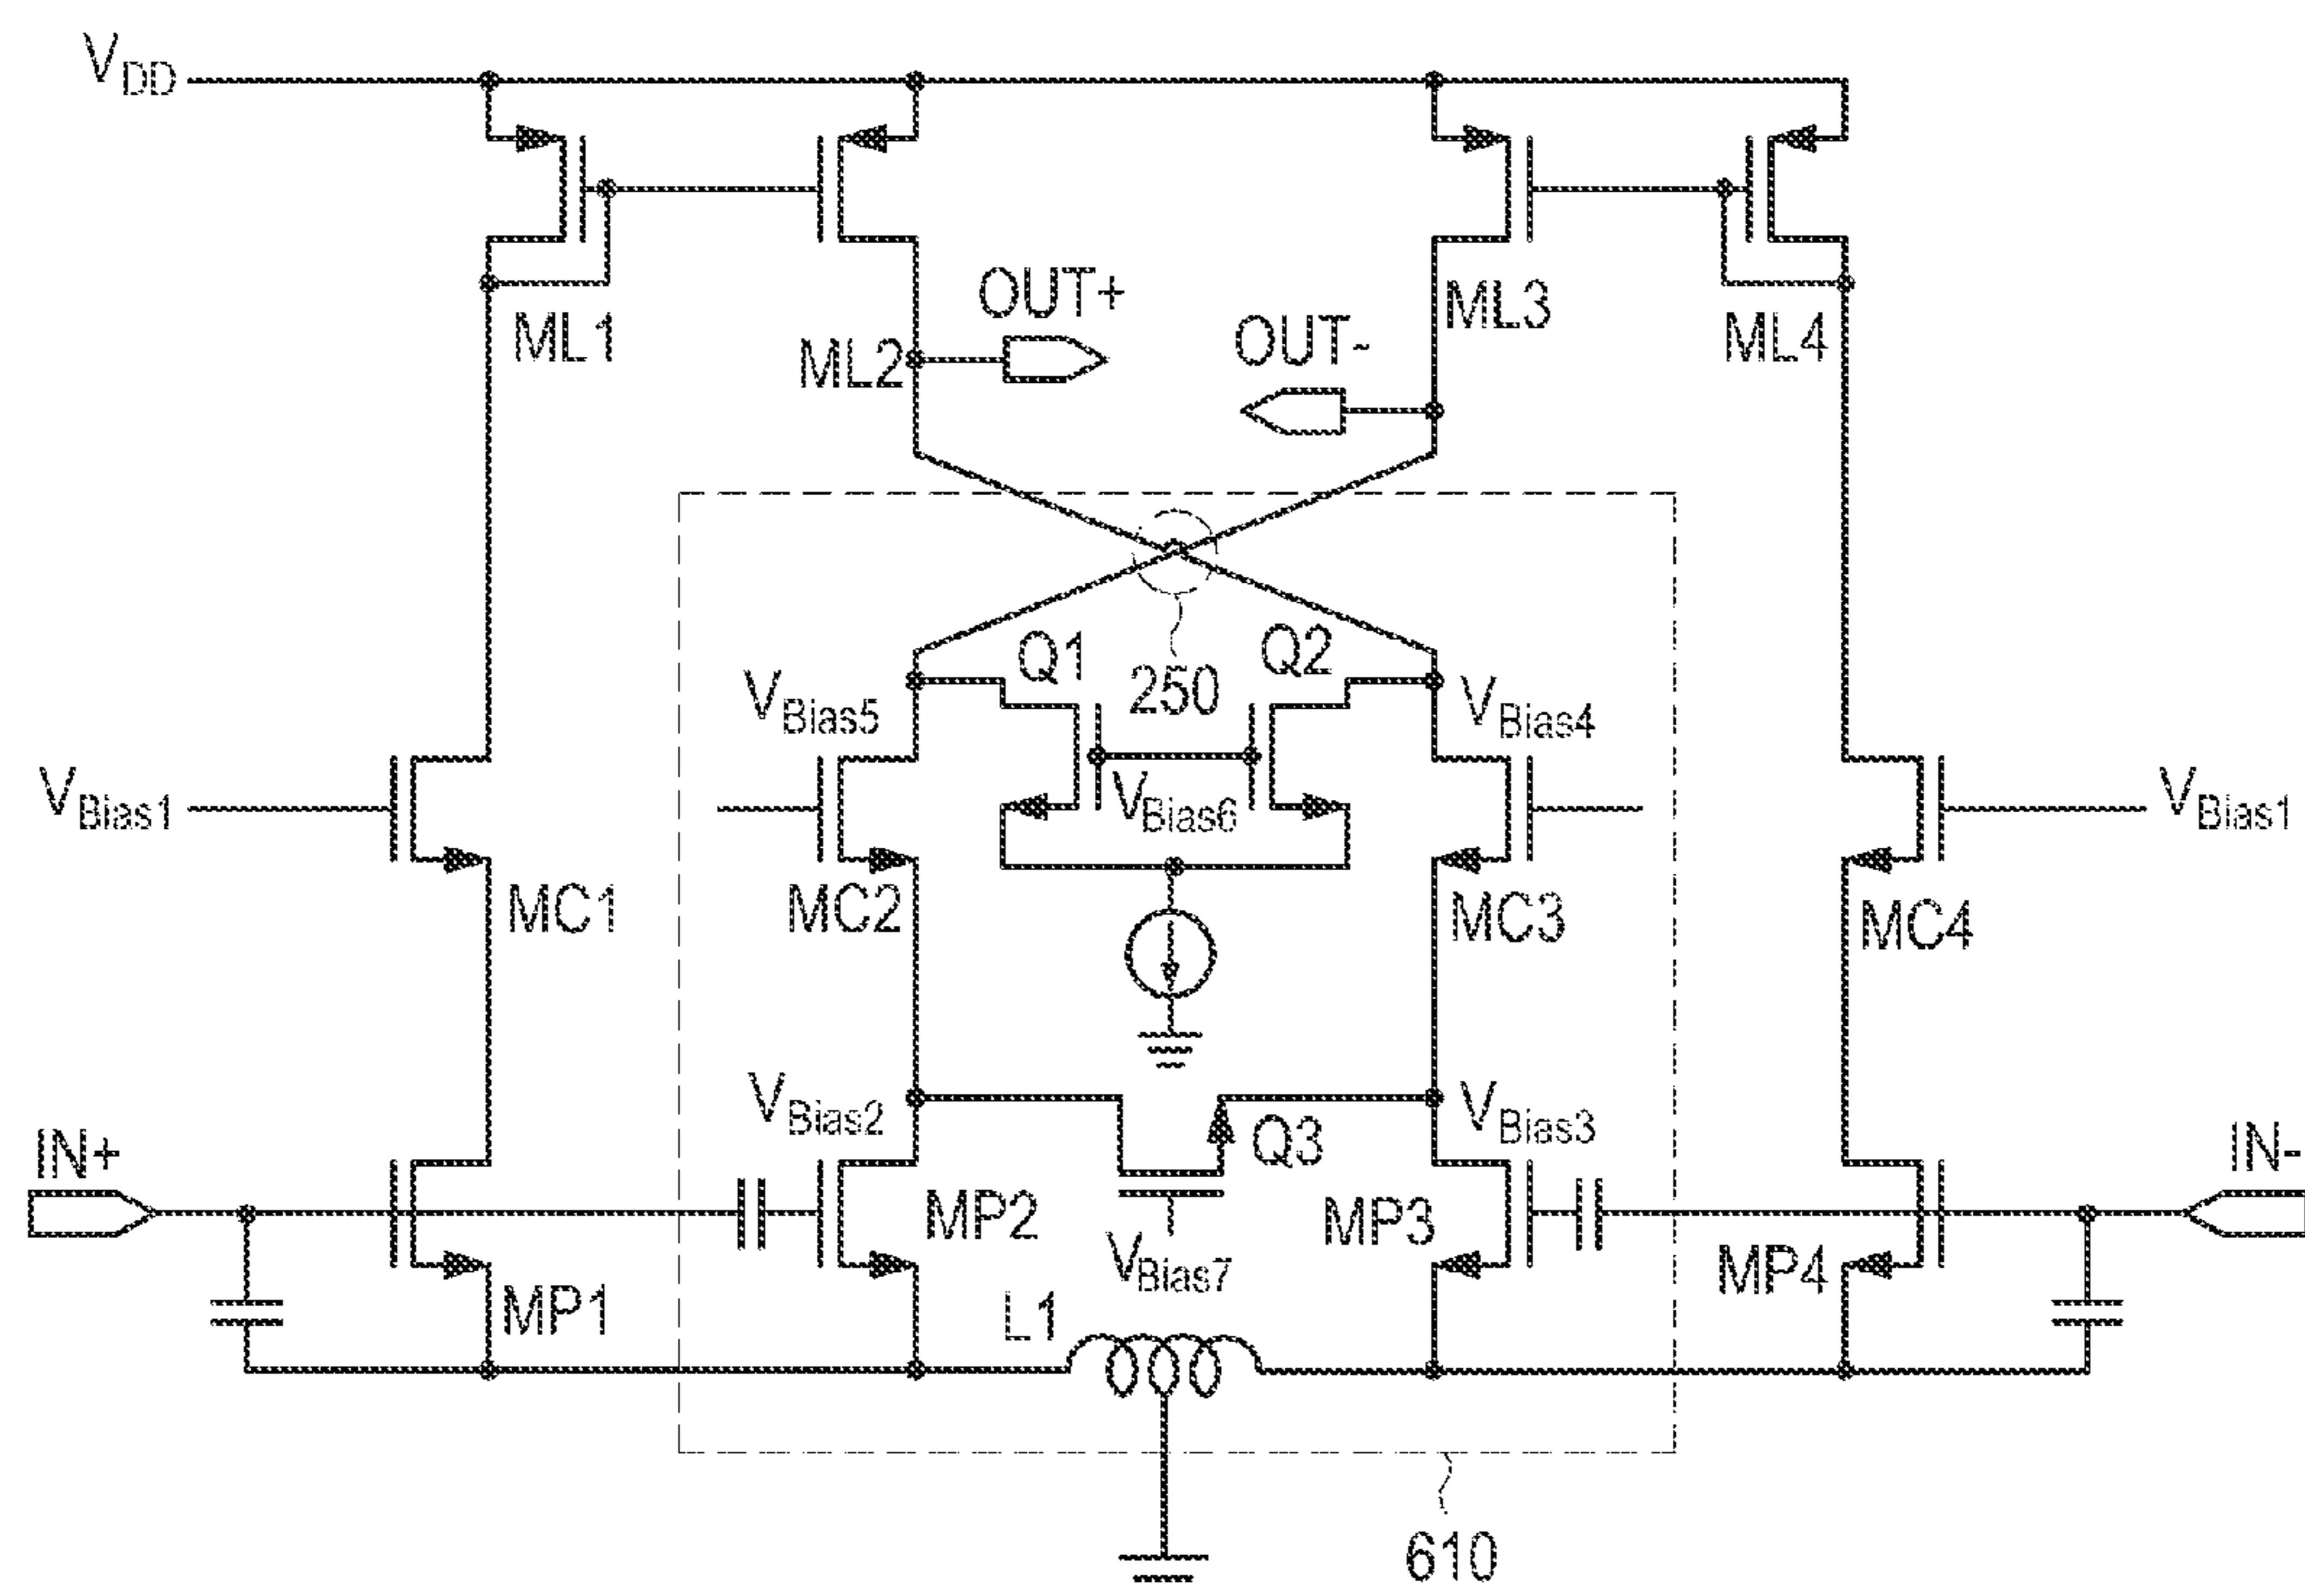 VDD
OUT+
ML3
ML1
OUT-
ML4
ML2
Q1
Q2
250
VBias5
VBias4
VBias1
VBias6
VBias1
MC1
MC2
MC3
MC4
VBias2
VBias3
IN+
Q3
IN-
MP2
MP3
VBias7
MP4
MP1
L1
610